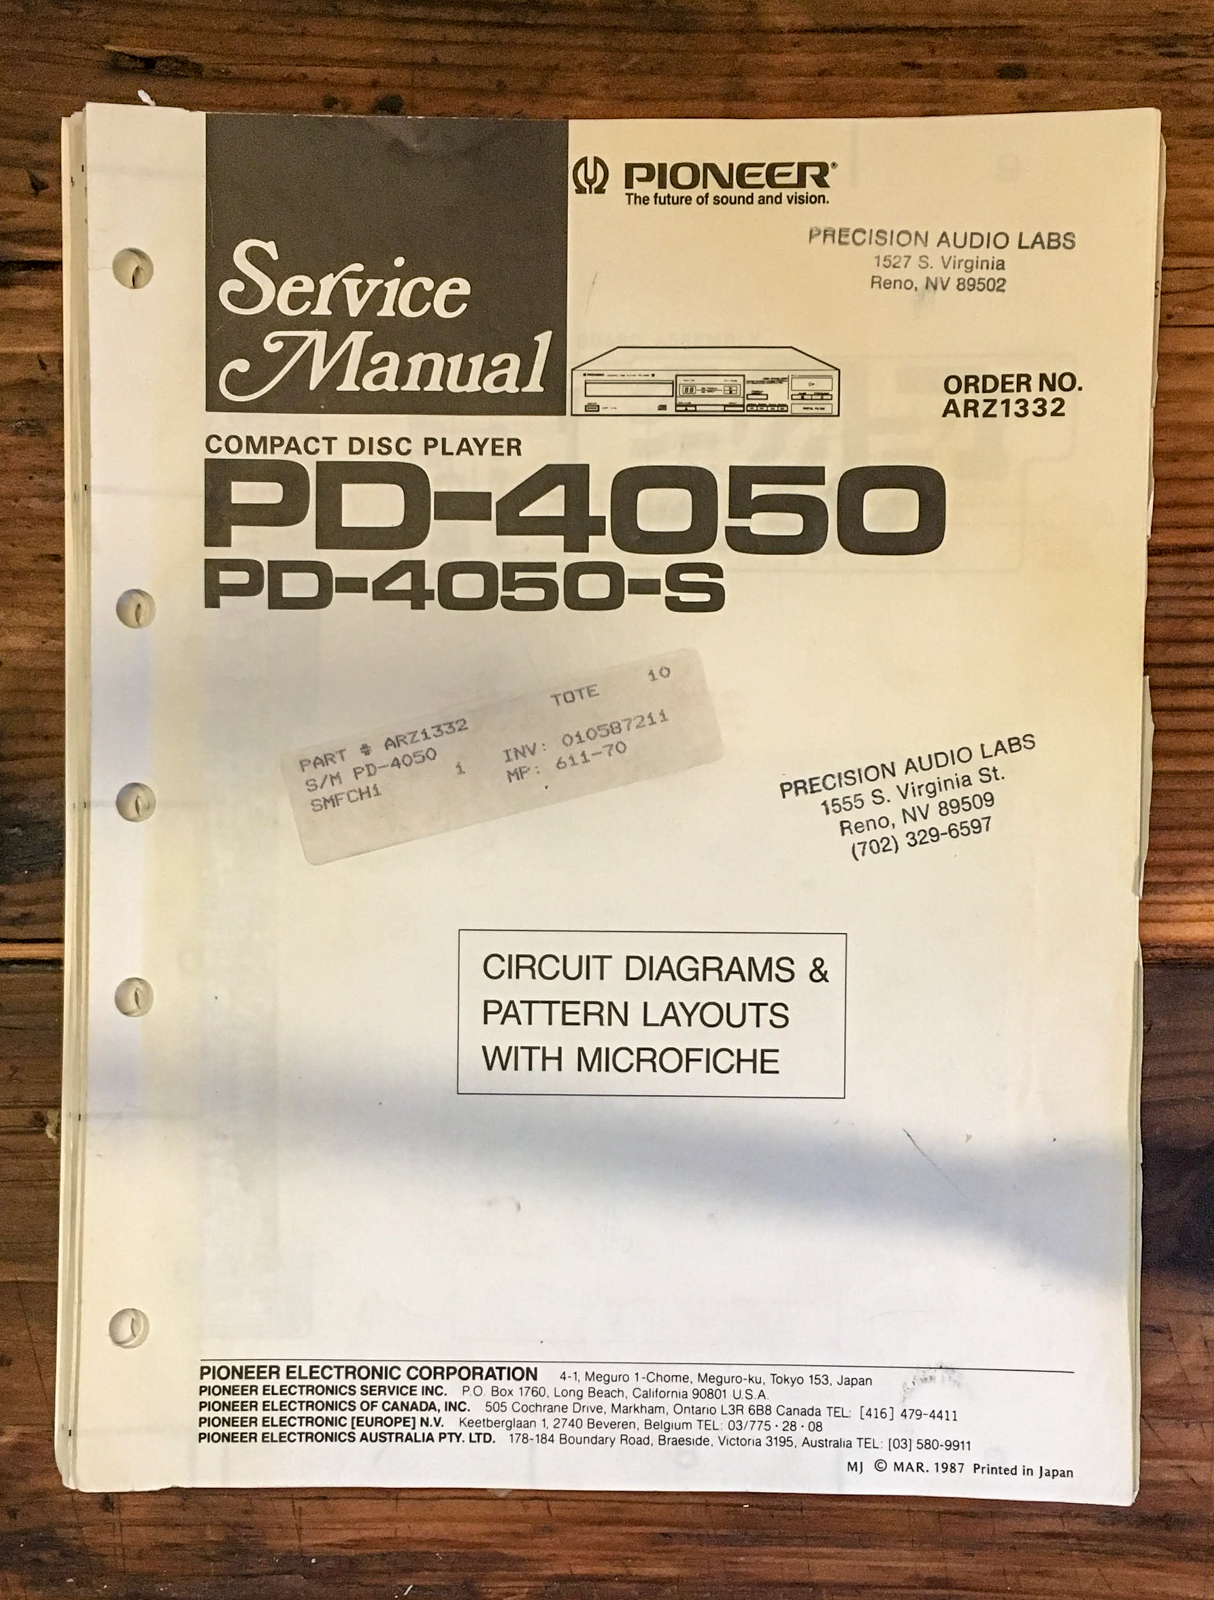 PIONEER®
The future of sound and vision.
PRECISION AUDIO LABS
1527 S. Virginia
Reno, NV 89502
Service
Manual
ORDER NO.
ARZ1332
COMPACT DISC PLAYER
PD-4050
PD-4050-S
TOTE 10
PART # ARZ1332
S/M PD-4050 INV: 010587211
SMFCH1 1 MP: 611-70
PRECISION AUDIO LABS
1555 S. Virginia St.
Reno, NV 89509
(702) 329-6597
CIRCUIT DIAGRAMS &
PATTERN LAYOUTS
WITH MICROFICHE
PIONEER ELECTRONIC CORPORATION 4-1, Meguro 1-Chome, Meguro-ku, Tokyo 153, Japan
PIONEER ELECTRONICS SERVICE INC. P.O. Box 1760, Long Beach, California 90801 U.S.A.
PIONEER ELECTRONICS OF CANADA, INC. 505 Cochrane Drive, Markham, Ontario L3R 6B8 Canada TEL: [416] 479-4411
PIONEER ELECTRONIC [EUROPE] N.V. Keetberglaan 1, 2740 Beveren, Belgium TEL: 03/775·28·08
PIONEER ELECTRONICS AUSTRALIA PTY. LTD. 178-184 Boundary Road, Braeside, Victoria 3195, Australia TEL: [03] 580-9911
MJ © MAR. 1987 Printed in Japan